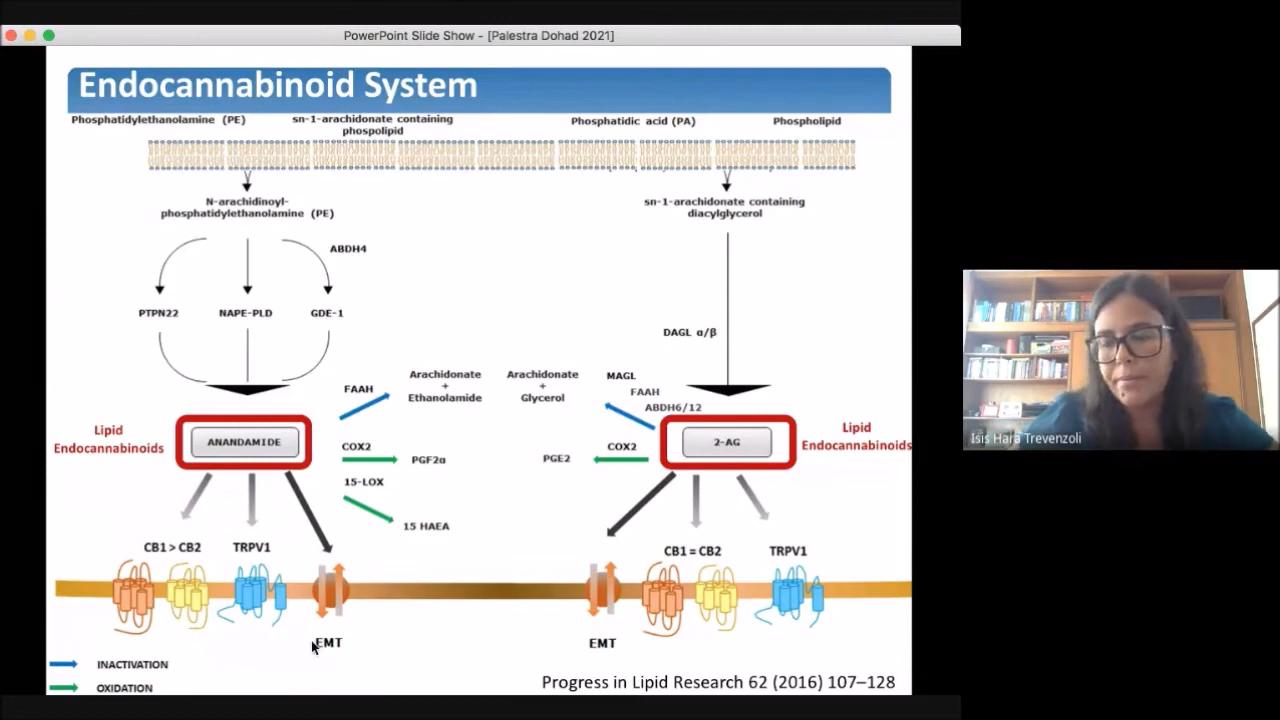 PowerPoint Slide Show - [Palestra Dohad 2021]
Endocannabinoid System
Phosphatidylethanolamine (PE)
sn-1-arachidonate containing
phospolipid
Phosphatidic acid (PA)
Phospholipid
N-arachidinoyl-
phosphatidylethanolamine (PE)
sn-1-arachidonate containing
diacylglycerol
ABDH4
PTPN22
NAPE-PLD
GDE-1
DAGL α/β
FAAH
Arachidonate
+
Ethanolamide
Arachidonate
+
Glycerol
MAGL
FAAH
ABDH6/12
Lipid
Endocannabinoids
ANANDAMIDE
COX2
PGF2α
15-LOX
15 HAEA
PGE2
COX2
2-AG
Lipid
Endocannabinoids
CB1 > CB2
TRPV1
CB1 = CB2
TRPV1
EMT
EMT
INACTIVATION
OXIDATION
Progress in Lipid Research 62 (2016) 107–128
Isis Hara Trevenzoli